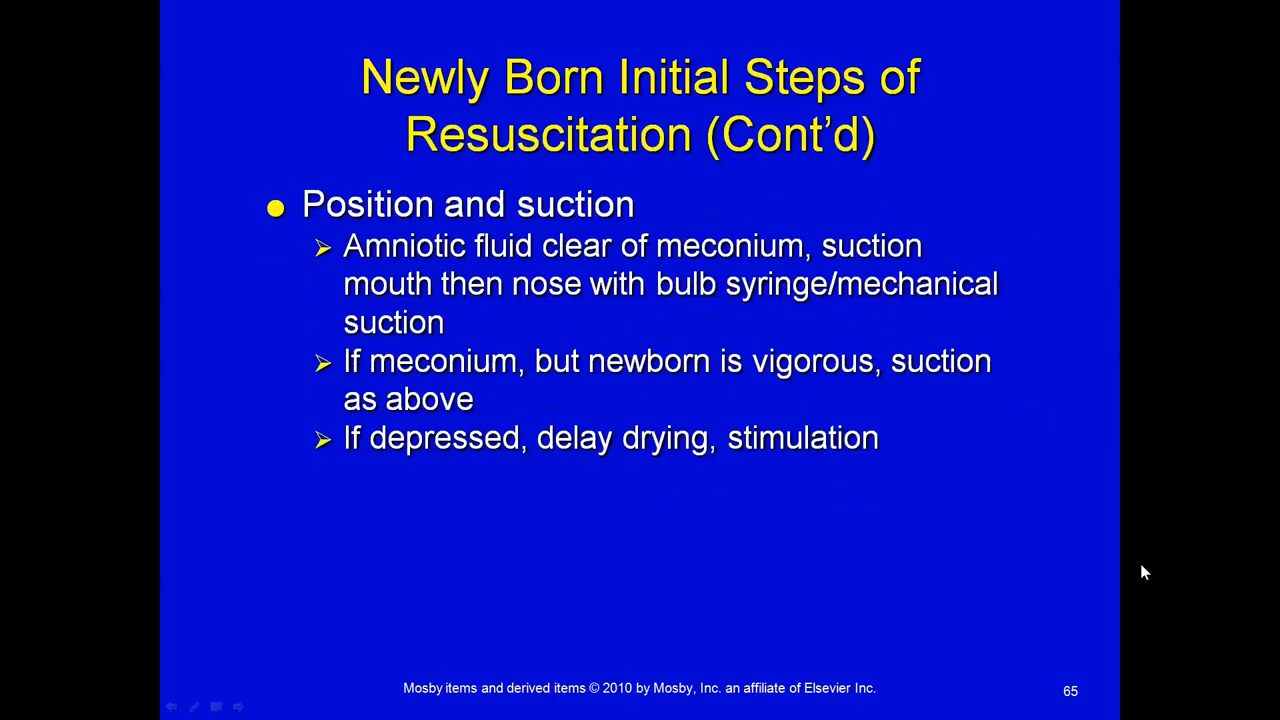 Newly Born Initial Steps of
Resuscitation (Cont’d)
Position and suction
Amniotic fluid clear of meconium, suction
mouth then nose with bulb syringe/mechanical
suction
If meconium, but newborn is vigorous, suction
as above
If depressed, delay drying, stimulation
Mosby items and derived items © 2010 by Mosby, Inc. an affiliate of Elsevier Inc.
65